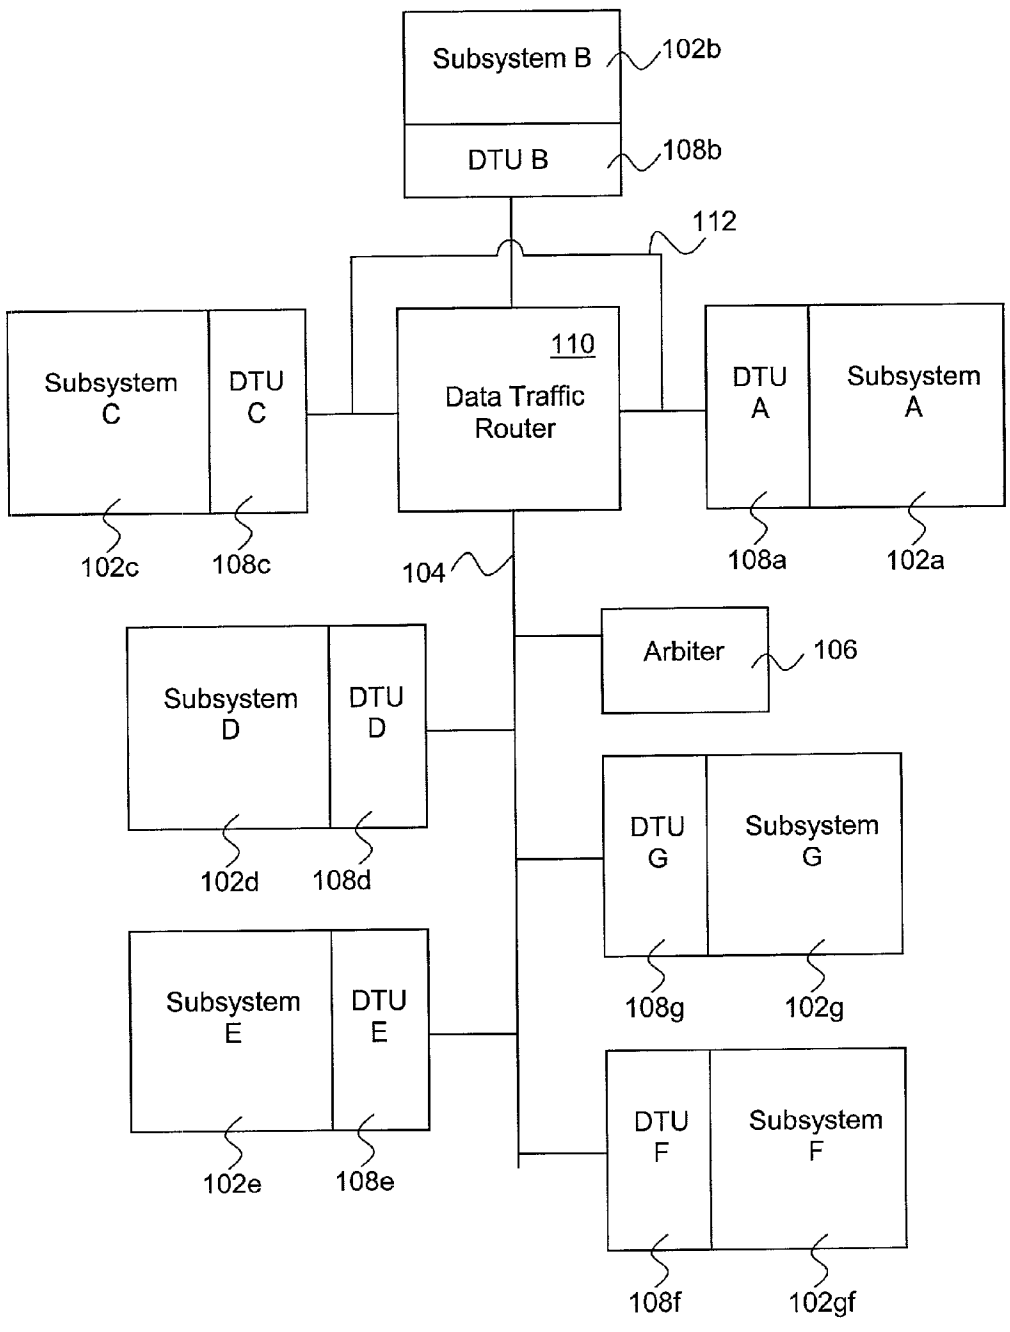 Subsystem B
102b
DTU B
108b
112
110
Data Traffic
Router
Subsystem
C
DTU
C
DTU
A
Subsystem
A
102c
108c
104
108a
102a
Arbiter
106
Subsystem
D
DTU
D
102d
108d
DTU
G
Subsystem
G
108g
102g
Subsystem
E
DTU
E
102e
108e
DTU
F
Subsystem
F
108f
102gf